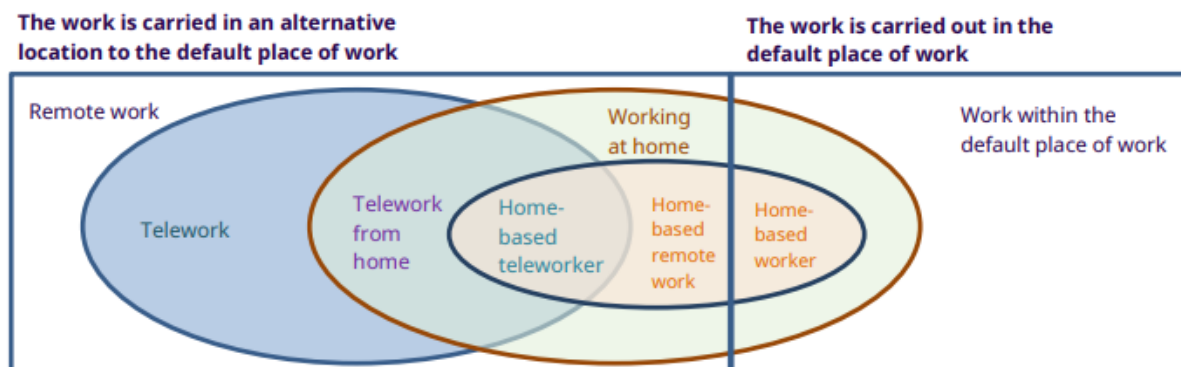 The work is carried in an alternative
location to the default place of work
The work is carried out in the
default place of work
Remote work
Working
at home
Work within the
default place of work
Telework
Telework
from
home
Home-
based
teleworker
Home-
based
remote
work
Home-
based
worker